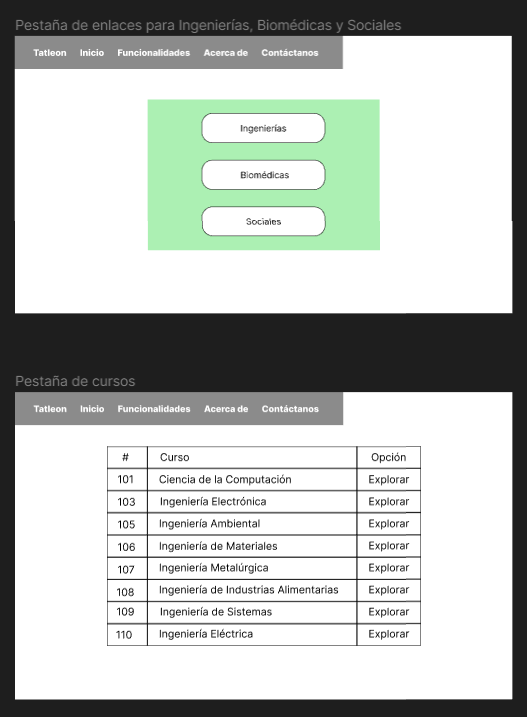 Pestaña de enlaces para Ingenierías, Biomédicas y Sociales
Tatleon Inicio Funcionalidades Acerca de Contáctanos
Ingenierías
Biomédicas
Sociales
Pestaña de cursos
Tatleon Inicio Funcionalidades Acerca de Contáctanos
# Curso Opción
101 Ciencia de la Computación Explorar
103 Ingeniería Electrónica Explorar
105 Ingeniería Ambiental Explorar
106 Ingeniería de Materiales Explorar
107 Ingeniería Metalúrgica Explorar
108 Ingeniería de Industrias Alimentarias Explorar
109 Ingeniería de Sistemas Explorar
110 Ingeniería Eléctrica Explorar